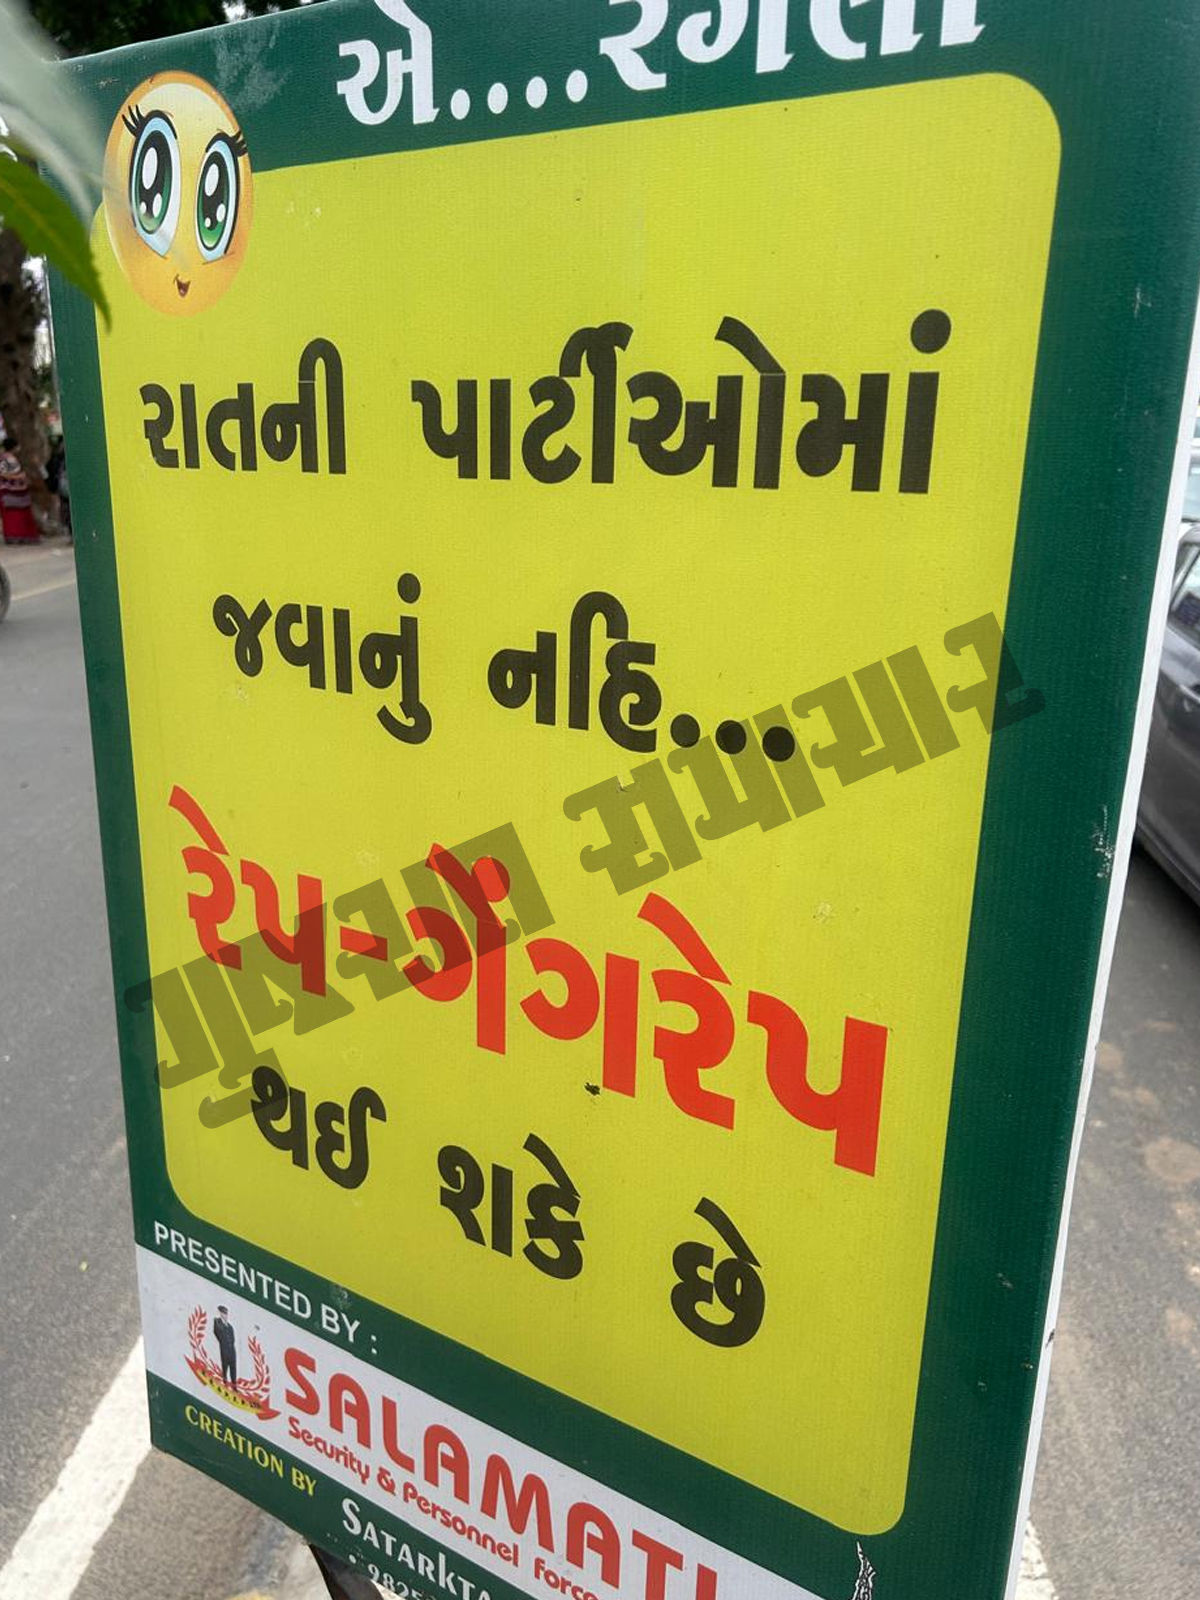 એ....રંગલી
રાતની પાર્ટીઓમાં
જવાનું નહિ...
રેપ-ગેંગરેપ
થઈ શકે છે
ગુજરાત સમાચાર
PRESENTED BY :
SALAMATI
Security & Personnel Force
CREATION BY
SATARKTA